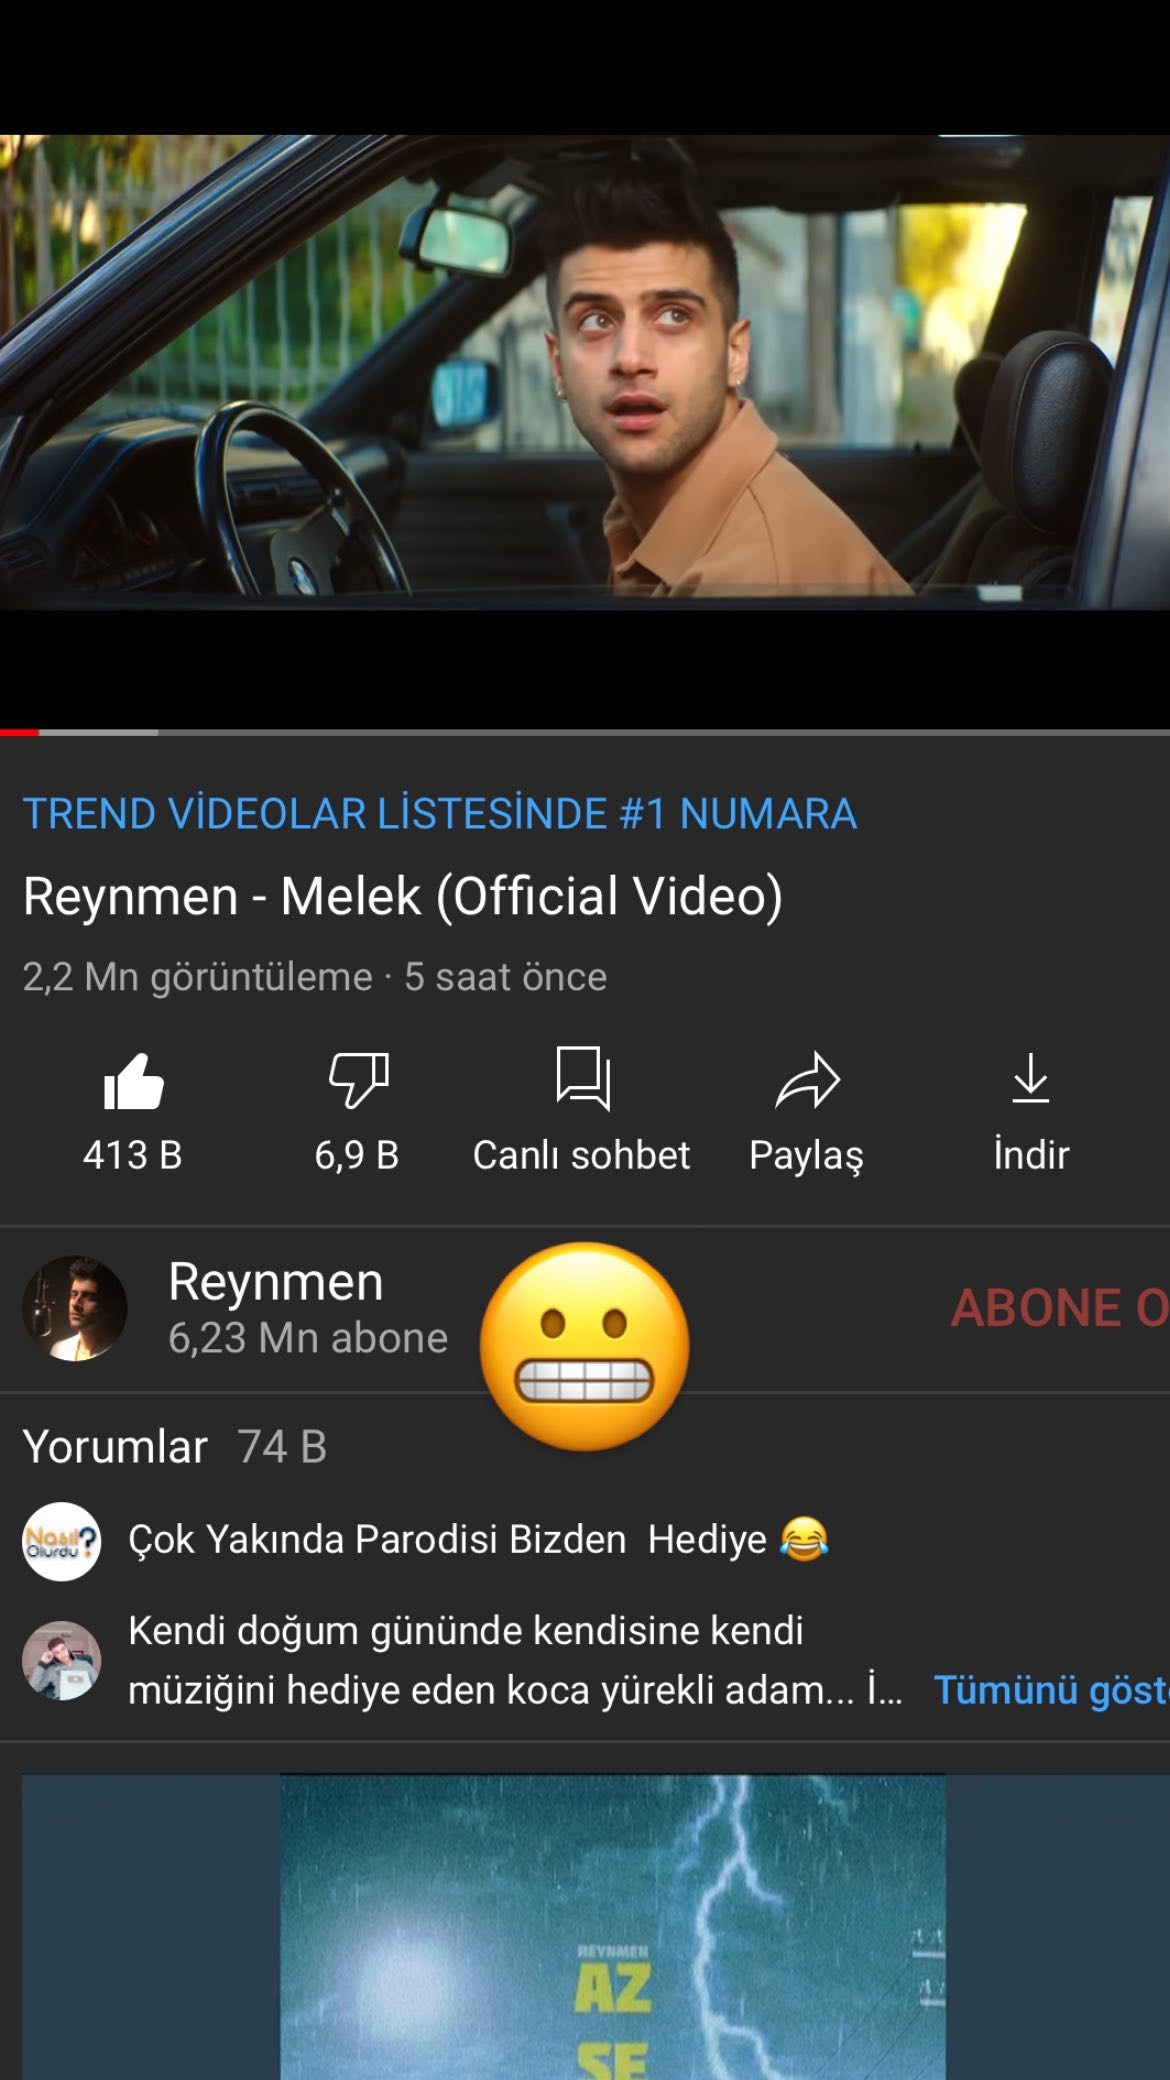 TREND VİDEOLAR LİSTESİNDE #1 NUMARA
Reynmen - Melek (Official Video)
2,2 Mn görüntüleme · 5 saat önce
413 B
6,9 B
Canlı sohbet
Paylaş
İndir
Reynmen
6,23 Mn abone
ABONE O
Yorumlar 74 B
Nasıl Olurdu?
Çok Yakında Parodisi Bizden Hediye 😂
Kendi doğum gününde kendisine kendi
müziğini hediye eden koca yürekli adam... İ...
Tümünü göste
REYNMEN
AZ
SE